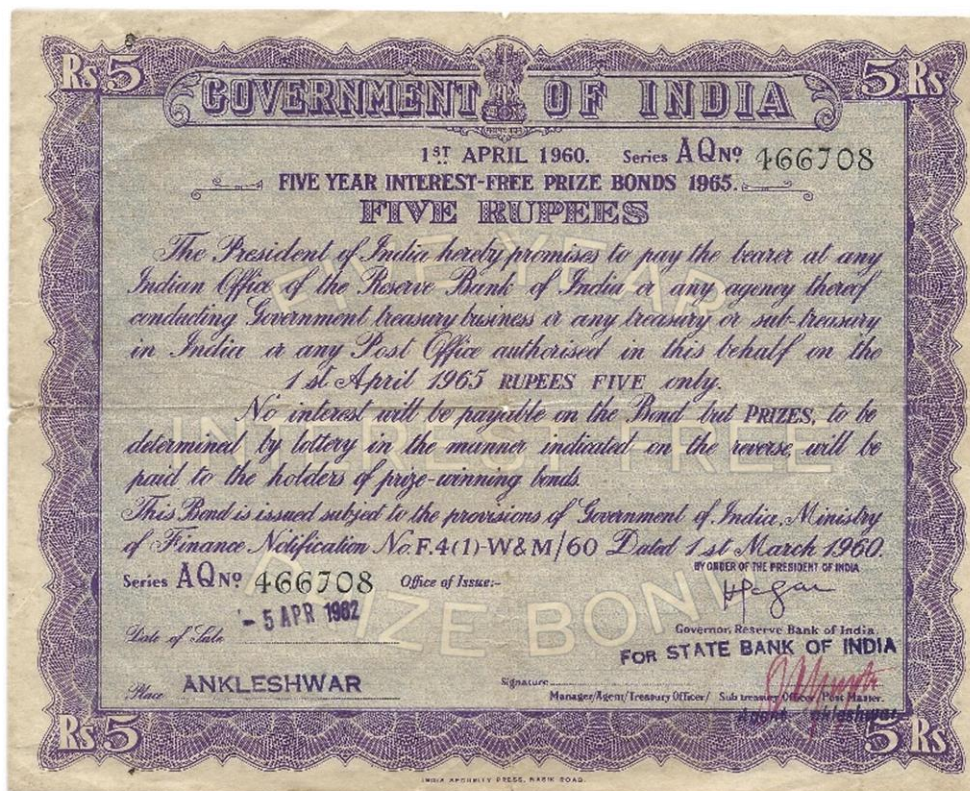 Rs 5 5 Rs
GOVERNMENT OF INDIA
सत्यमेव जयते
1ST APRIL 1960. Series AQ No 466708
FIVE YEAR INTEREST-FREE PRIZE BONDS 1965.
FIVE RUPEES
The President of India hereby promises to pay the bearer at any
Indian Office of the Reserve Bank of India or any agency thereof
conducting Government treasury business or any treasury or sub-treasury
in India or any Post Office authorised in this behalf on the
1st April 1965 RUPEES FIVE only.
No interest will be payable on the Bond but PRIZES, to be
determined by lottery in the manner indicated on the reverse, will be
paid to the holders of prize-winning bonds.
This Bond is issued subject to the provisions of Government of India, Ministry
of Finance Notification No. F.4(1)-W&M/60 Dated 1st March 1960.
BY ORDER OF THE PRESIDENT OF INDIA
Series AQ No 466708 Office of Issue:-
- 5 APR 1962
Date of Sale
Governor, Reserve Bank of India.
FOR STATE BANK OF INDIA
Place ANKLESHWAR
Signature
Manager/Agent/Treasury Officer/ Sub treasury Officer/Post Master.
Agent Ankleshwar
Rs 5 5 Rs
INDIA SECURITY PRESS, NASIK ROAD.
FIVE YEAR
INTEREST FREE
PRIZE BOND